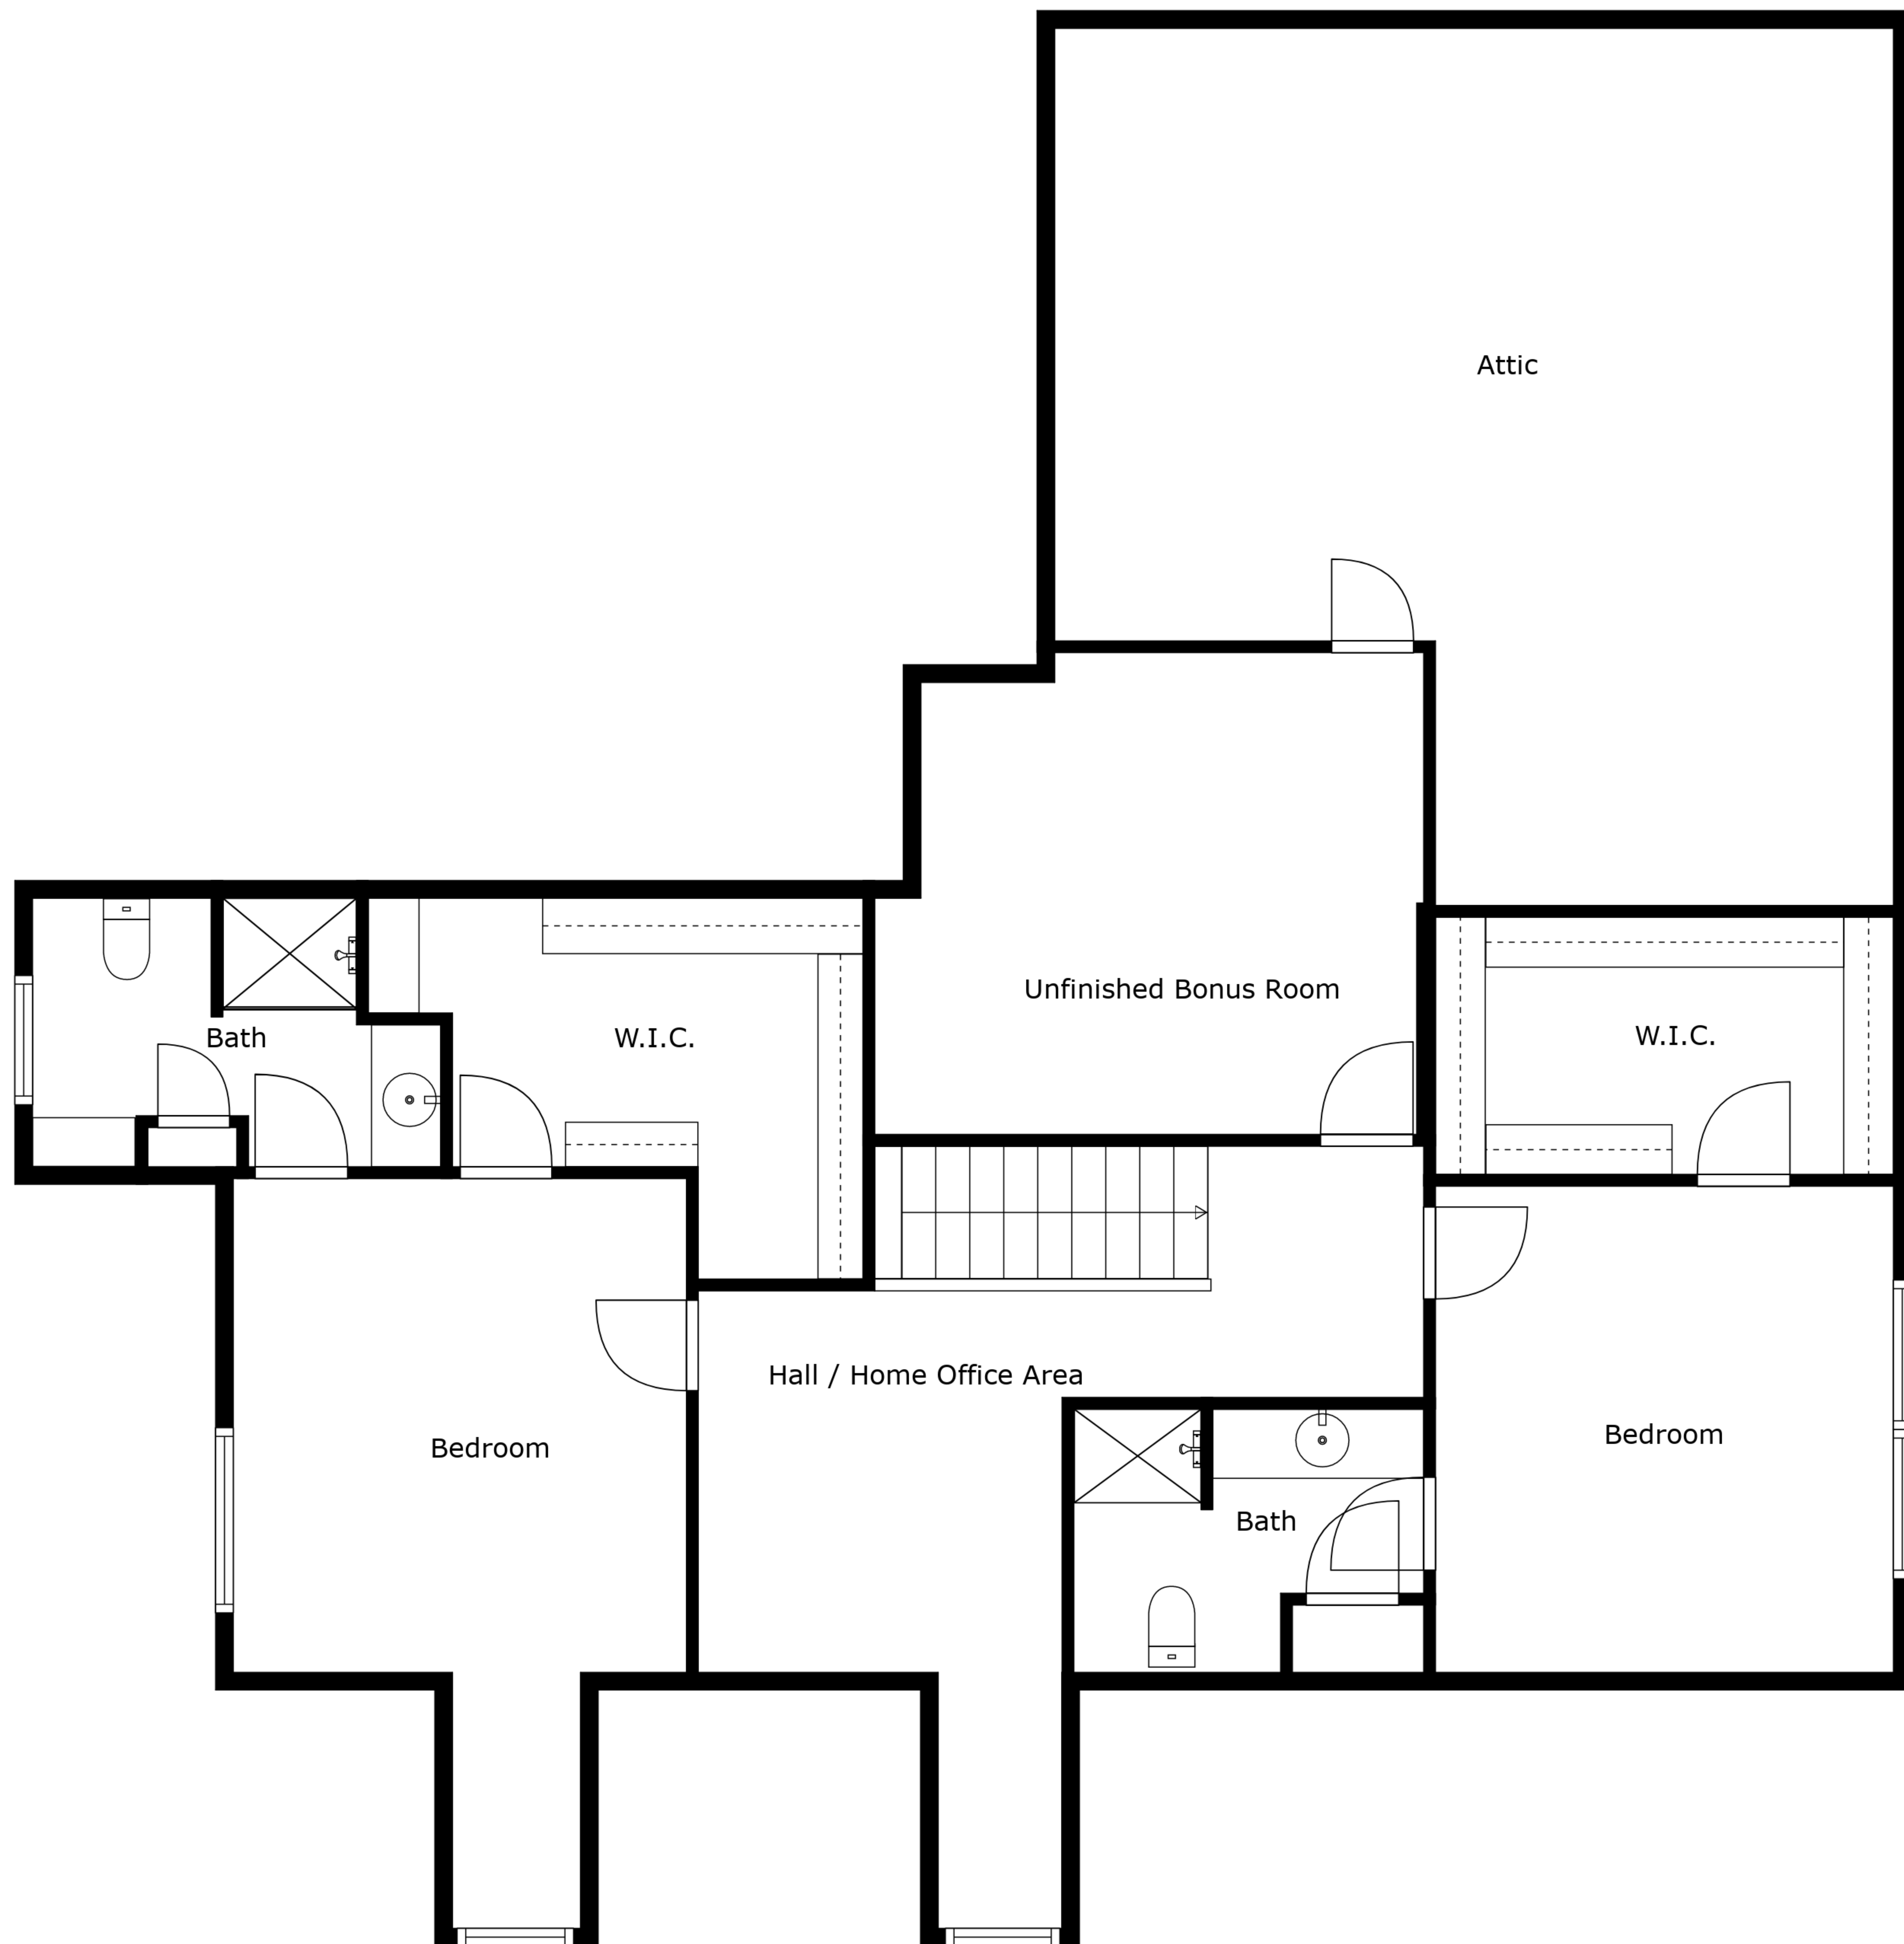 Attic
Unfinished Bonus Room
Bath
W.I.C.
W.I.C.
Hall / Home Office Area
Bedroom
Bedroom
Bath